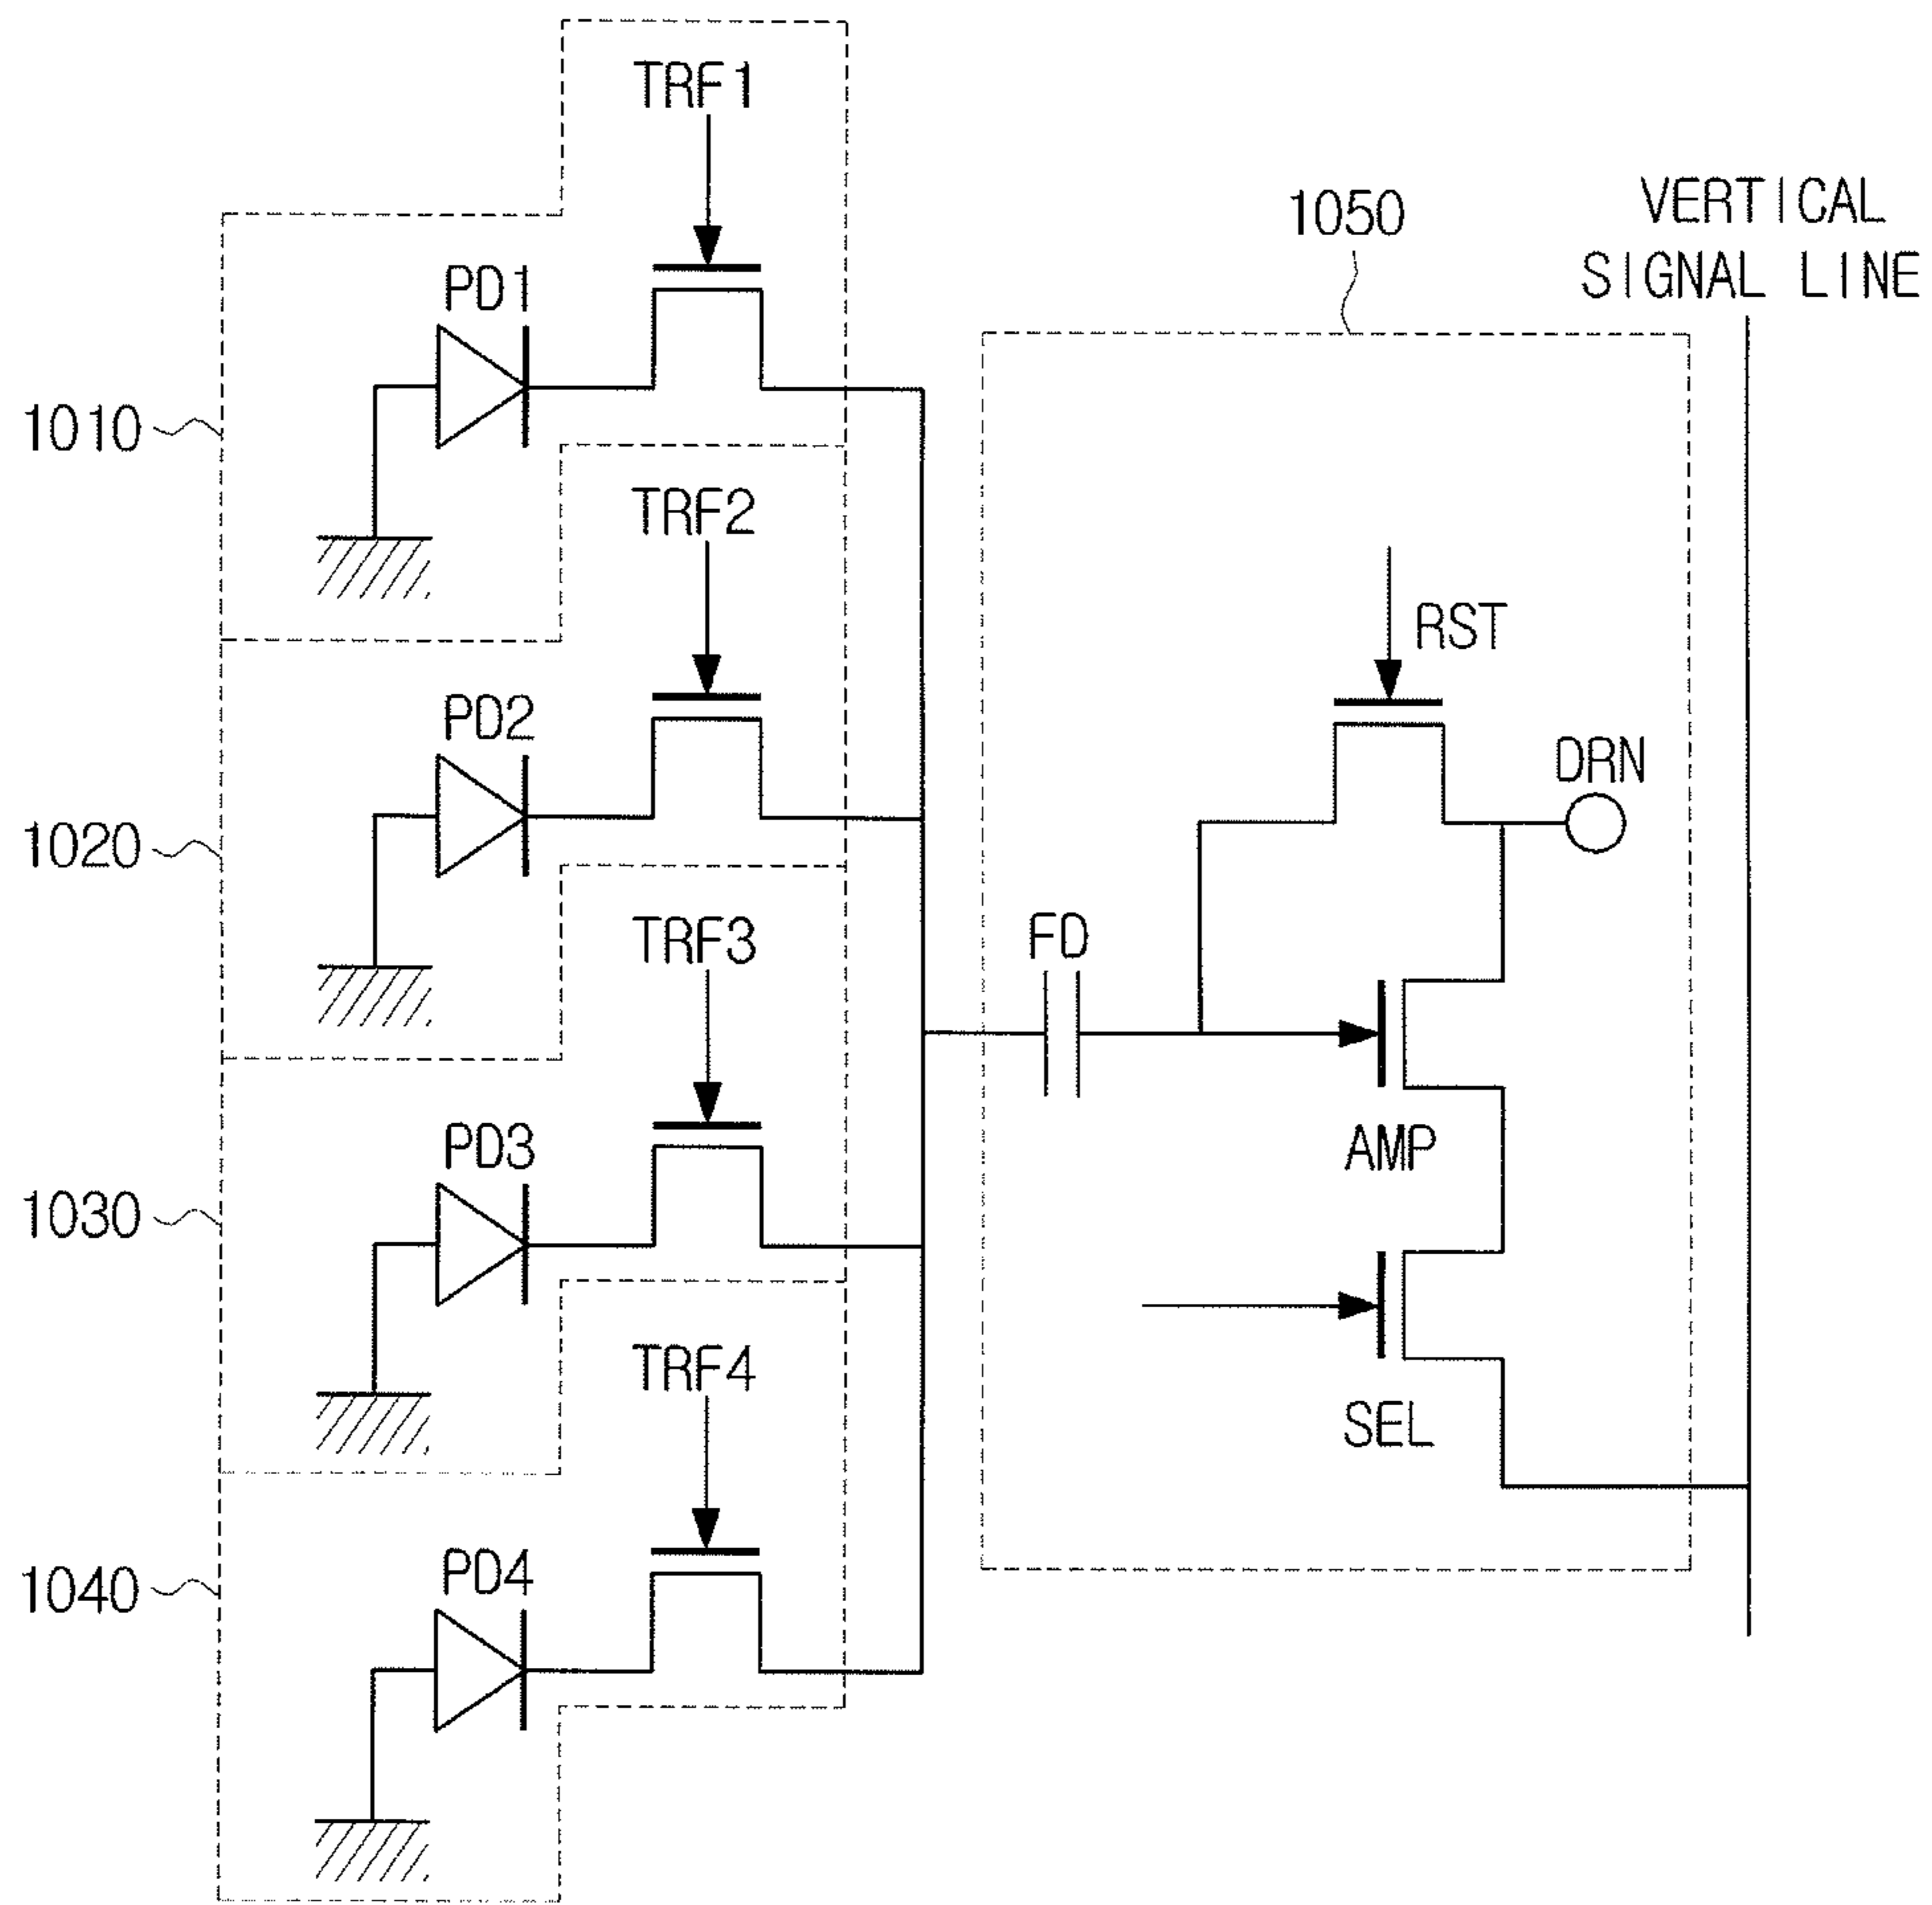 TRF1
1050
VERTICAL
SIGNAL LINE
PD1
1010
TRF2
RST
PD2
DRN
1020
TRF3
FD
PD3
AMP
1030
TRF4
SEL
PD4
1040